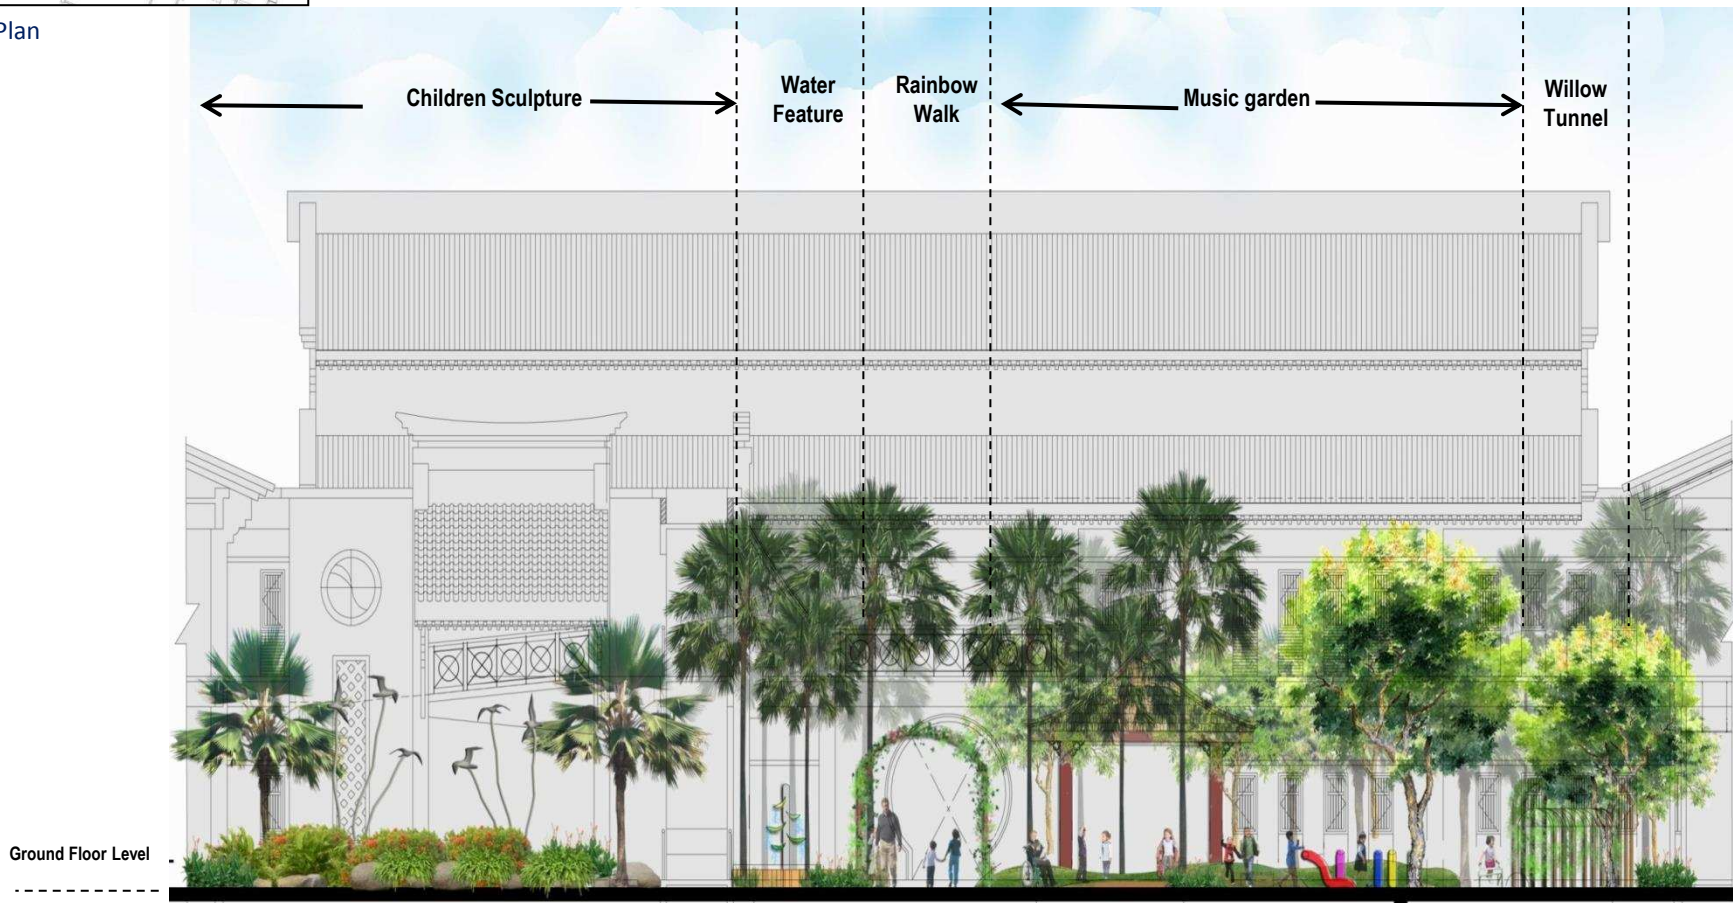 Plan
Children Sculpture
Water
Feature
Rainbow
Walk
Music garden
Willow
Tunnel
Ground Floor Level